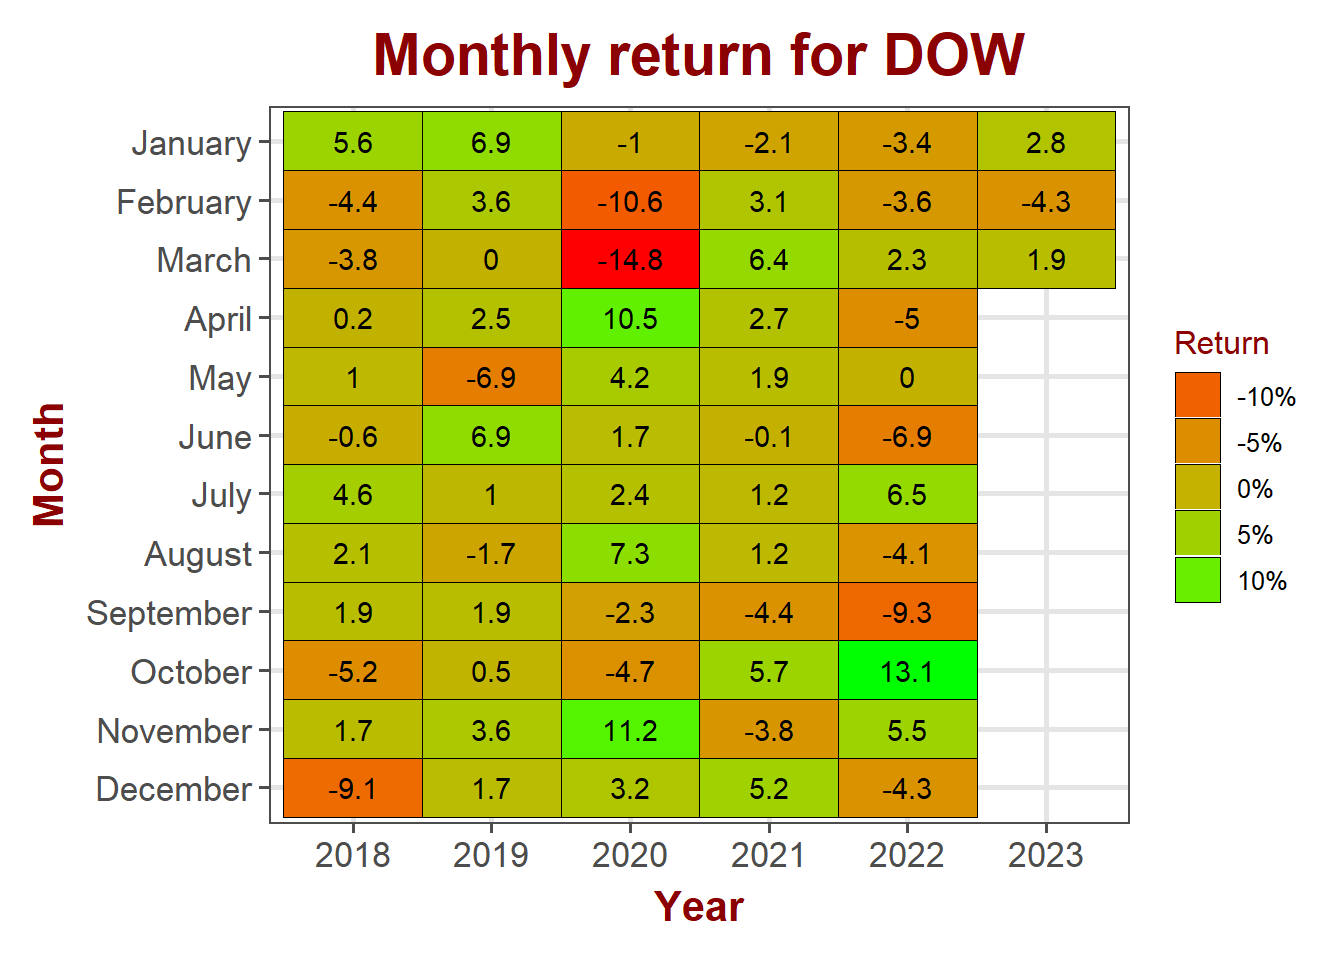 Monthly return for DOW
January 5.6 6.9 -1 -2.1 -3.4 2.8
February -4.4 3.6 -10.6 3.1 -3.6 -4.3
March -3.8 0 -14.8 6.4 2.3 1.9
April 0.2 2.5 10.5 2.7 -5
May 1 -6.9 4.2 1.9 0
June -0.6 6.9 1.7 -0.1 -6.9
July 4.6 1 2.4 1.2 6.5
August 2.1 -1.7 7.3 1.2 -4.1
September 1.9 1.9 -2.3 -4.4 -9.3
October -5.2 0.5 -4.7 5.7 13.1
November 1.7 3.6 11.2 -3.8 5.5
December -9.1 1.7 3.2 5.2 -4.3
2018 2019 2020 2021 2022 2023
Year
Month
Return
-10%
-5%
0%
5%
10%